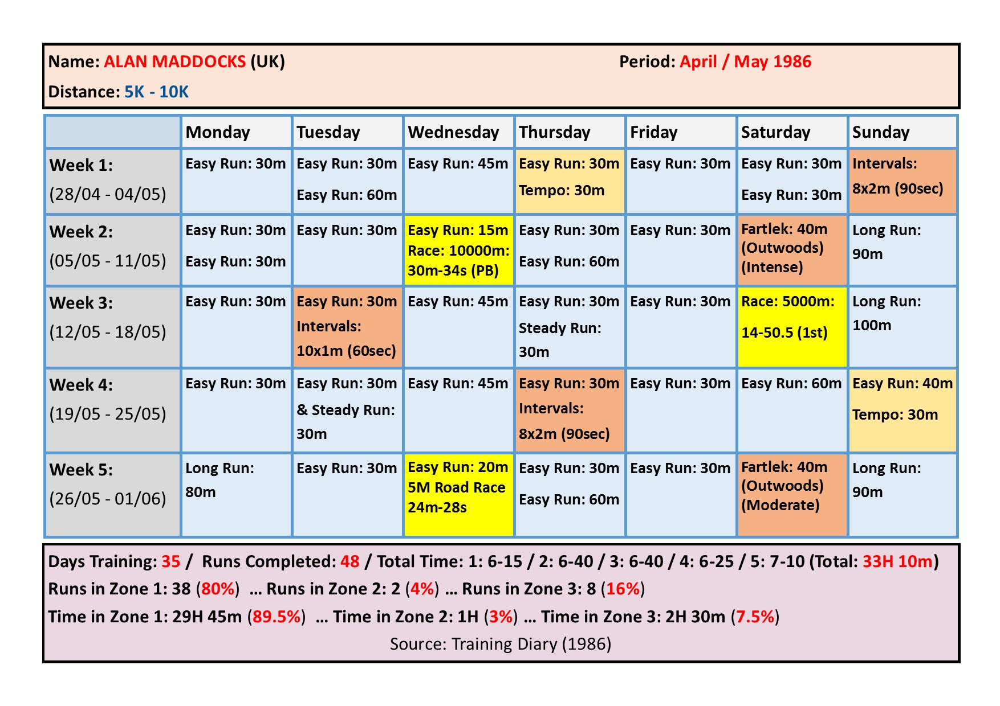 Name: ALAN MADDOCKS (UK) Period: April / May 1986
Distance: 5K - 10K
Monday Tuesday Wednesday Thursday Friday Saturday Sunday
Week 1:
(28/04 - 04/05)
Easy Run: 30m
Easy Run: 30m
Easy Run: 60m
Easy Run: 45m
Easy Run: 30m
Tempo: 30m
Easy Run: 30m
Easy Run: 30m
Easy Run: 30m
Intervals:
8x2m (90sec)
Week 2:
(05/05 - 11/05)
Easy Run: 30m
Easy Run: 30m
Easy Run: 30m
Easy Run: 15m
Race: 10000m:
30m-34s (PB)
Easy Run: 30m
Easy Run: 60m
Easy Run: 30m
Fartlek: 40m
(Outwoods)
(Intense)
Long Run:
90m
Week 3:
(12/05 - 18/05)
Easy Run: 30m
Easy Run: 30m
Intervals:
10x1m (60sec)
Easy Run: 45m
Easy Run: 30m
Steady Run:
30m
Easy Run: 30m
Race: 5000m:
14-50.5 (1st)
Long Run:
100m
Week 4:
(19/05 - 25/05)
Easy Run: 30m
Easy Run: 30m
& Steady Run:
30m
Easy Run: 45m
Easy Run: 30m
Intervals:
8x2m (90sec)
Easy Run: 30m
Easy Run: 60m
Easy Run: 40m
Tempo: 30m
Week 5:
(26/05 - 01/06)
Long Run:
80m
Easy Run: 30m
Easy Run: 20m
5M Road Race
24m-28s
Easy Run: 30m
Easy Run: 60m
Easy Run: 30m
Fartlek: 40m
(Outwoods)
(Moderate)
Long Run:
90m
Days Training: 35 / Runs Completed: 48 / Total Time: 1: 6-15 / 2: 6-40 / 3: 6-40 / 4: 6-25 / 5: 7-10 (Total: 33H 10m)
Runs in Zone 1: 38 (80%) ... Runs in Zone 2: 2 (4%) ... Runs in Zone 3: 8 (16%)
Time in Zone 1: 29H 45m (89.5%) ... Time in Zone 2: 1H (3%) ... Time in Zone 3: 2H 30m (7.5%)
Source: Training Diary (1986)